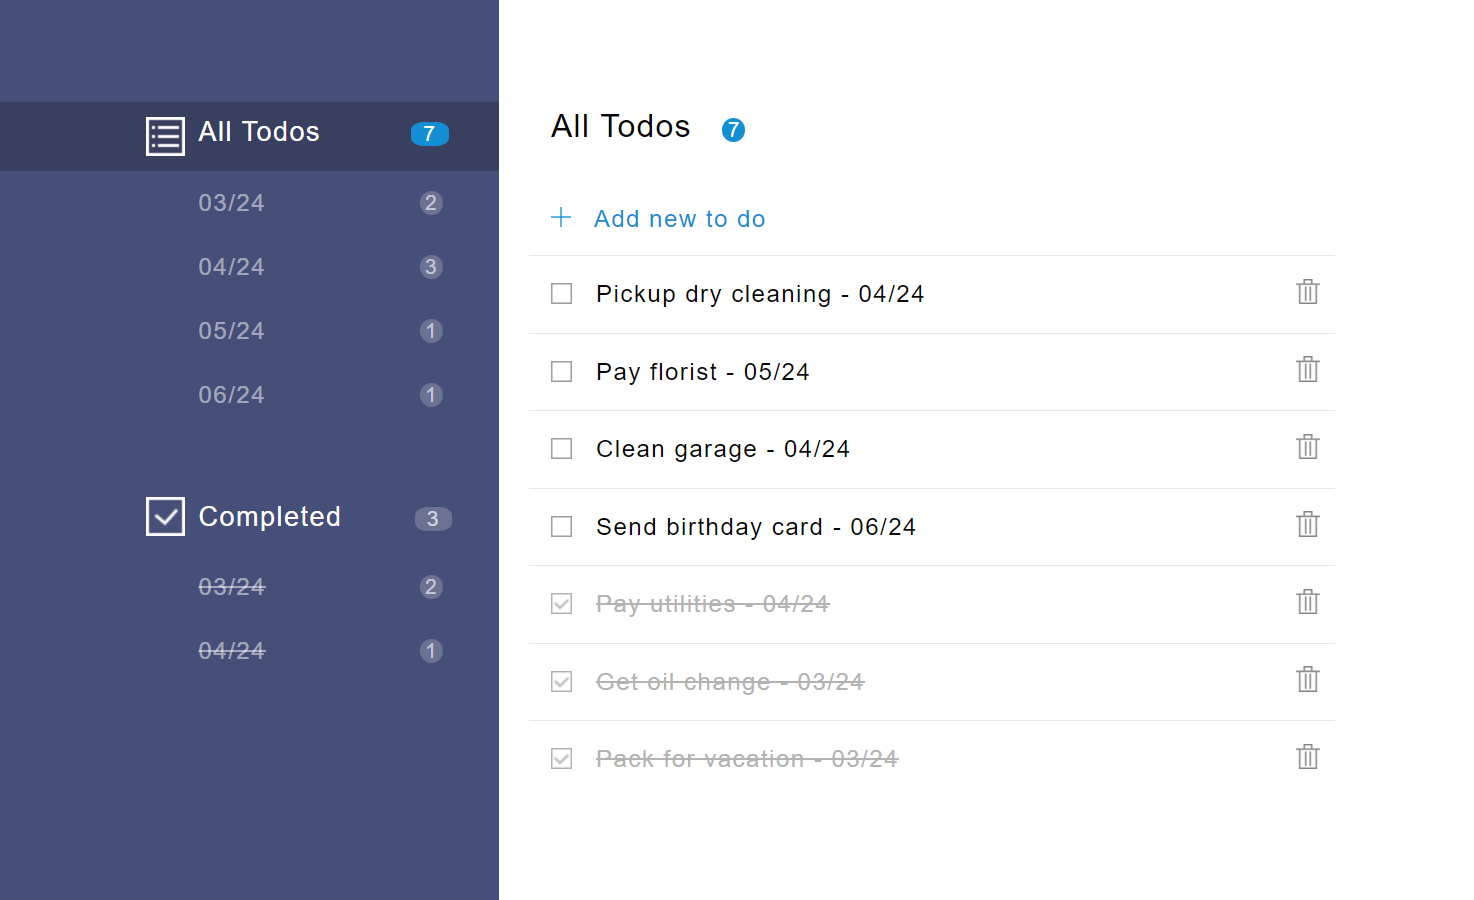 All Todos 7
03/24 2
04/24 3
05/24 1
06/24 1
Completed 3
03/24 2
04/24 1
All Todos 7
Add new to do
Pickup dry cleaning - 04/24
Pay florist - 05/24
Clean garage - 04/24
Send birthday card - 06/24
Pay utilities - 04/24
Get oil change - 03/24
Pack for vacation - 03/24